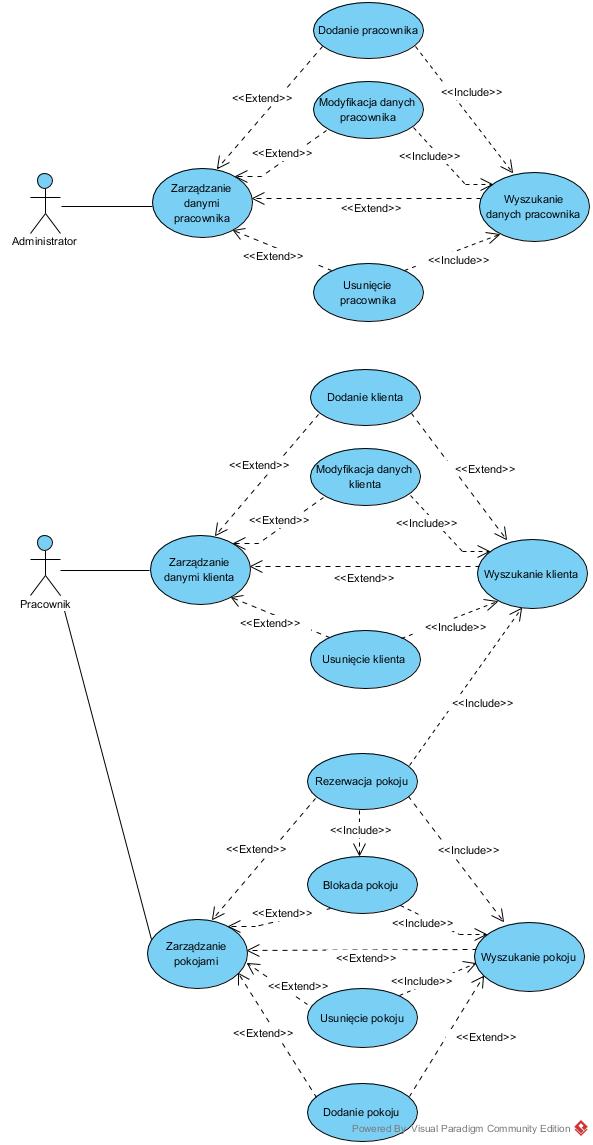 Dodanie pracownika
<<Extend>>
<<Include>>
Modyfikacja danych
pracownika
<<Extend>>
<<Include>>
Zarządzanie
danymi
pracownika
Wyszukanie
danych pracownika
<<Extend>>
Administrator
<<Extend>>
<<Include>>
Usunięcie
pracownika
Dodanie klienta
<<Extend>>
<<Extend>>
Modyfikacja danych
klienta
<<Extend>>
<<Include>>
Zarządzanie
danymi klienta
Wyszukanie klienta
<<Extend>>
Pracownik
<<Extend>>
<<Include>>
Usunięcie klienta
<<Include>>
Rezerwacja pokoju
<<Include>>
<<Extend>>
<<Include>>
Blokada pokoju
<<Extend>>
<<Include>>
Zarządzanie
pokojami
Wyszukanie pokoju
<<Extend>>
<<Extend>>
<<Include>>
Usunięcie pokoju
<<Extend>>
<<Extend>>
Dodanie pokoju
Powered By Visual Paradigm Community Edition